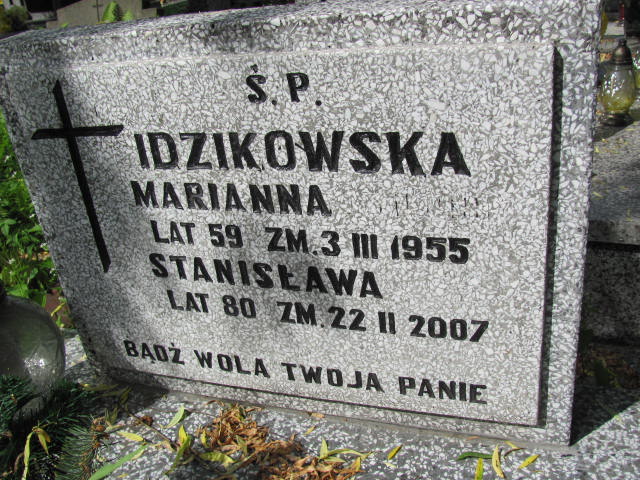 Ś. P.
IDZIKOWSKA
MARIANNA
LAT 59 ZM. 3 III 1955
STANISŁAWA
LAT 80 ZM. 22 II 2007
BĄDŹ WOLA TWOJA PANIE